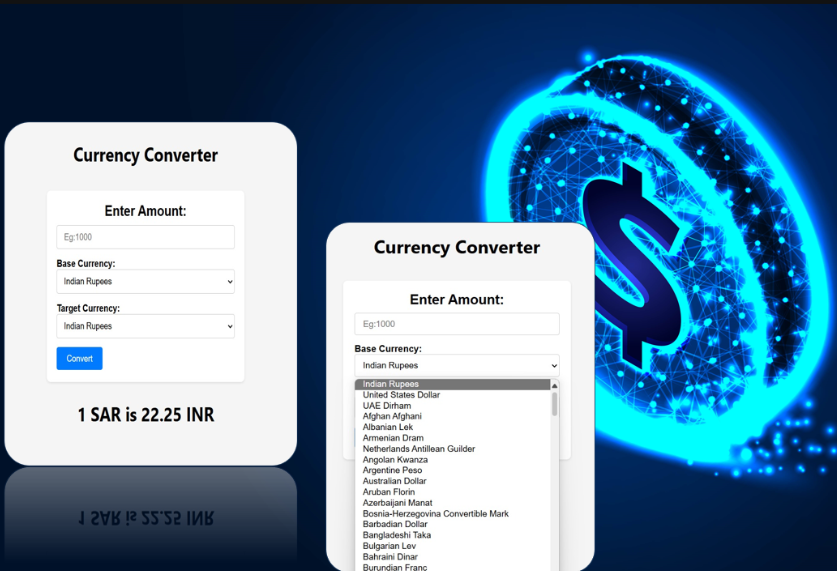 Currency Converter
Enter Amount:
Eg:1000
Base Currency:
Indian Rupees
Target Currency:
Indian Rupees
Convert
1 SAR is 22.25 INR
1 SAR is 22.25 INR
Currency Converter
Enter Amount:
Eg:1000
Base Currency:
Indian Rupees
Indian Rupees
United States Dollar
UAE Dirham
Afghan Afghani
Albanian Lek
Armenian Dram
Netherlands Antillean Guilder
Angolan Kwanza
Argentine Peso
Australian Dollar
Aruban Florin
Azerbaijani Manat
Bosnia-Herzegovina Convertible Mark
Barbadian Dollar
Bangladeshi Taka
Bulgarian Lev
Bahraini Dinar
Burundian Franc
$